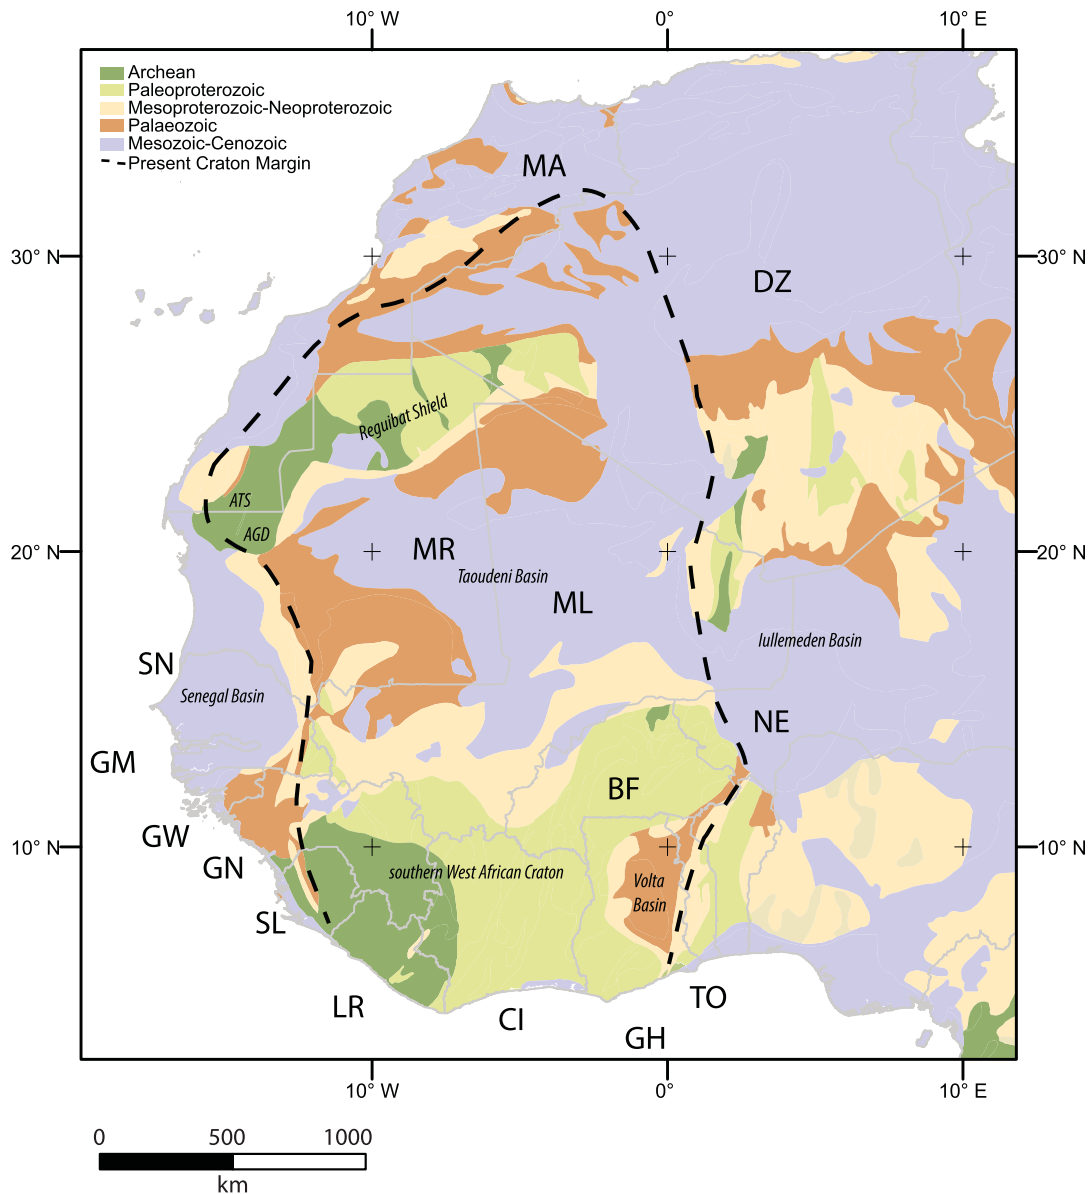 10° W 0° 10° E
Archean
Paleoproterozoic
Mesoproterozoic-Neoproterozoic
Palaeozoic
Mesozoic-Cenozoic
Present Craton Margin
MA
30° N 30° N
DZ
Reguibat Shield
ATS
AGD
20° N MR 20° N
Taoudeni Basin
ML
Iullemeden Basin
SN
Senegal Basin
NE
GM
BF
GW
10° N 10° N
GN
southern West African Craton
Volta
Basin
SL
LR
TO
CI
GH
10° W 0° 10° E
0 500 1000
km